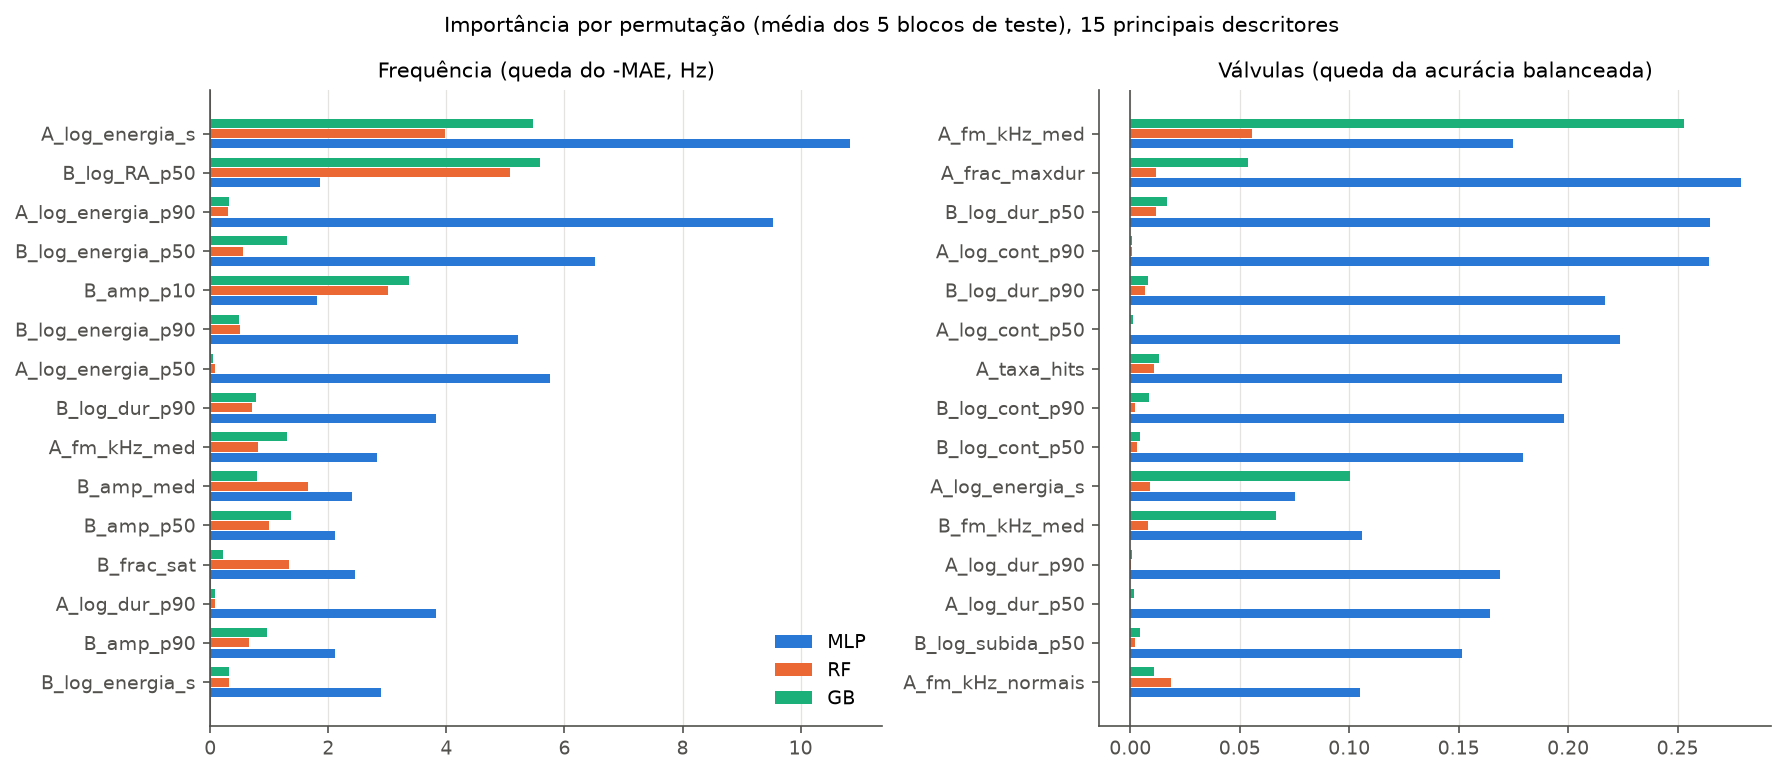 Importância por permutação (média dos 5 blocos de teste), 15 principais descritores
Frequência (queda do -MAE, Hz)
A_log_energia_s
B_log_RA_p50
A_log_energia_p90
B_log_energia_p50
B_amp_p10
B_log_energia_p90
A_log_energia_p50
B_log_dur_p90
A_fm_kHz_med
B_amp_med
B_amp_p50
B_frac_sat
A_log_dur_p90
B_amp_p90
B_log_energia_s
MLP
RF
GB
0 2 4 6 8 10
Válvulas (queda da acurácia balanceada)
A_fm_kHz_med
A_frac_maxdur
B_log_dur_p50
A_log_cont_p90
B_log_dur_p90
A_log_cont_p50
A_taxa_hits
B_log_cont_p90
B_log_cont_p50
A_log_energia_s
B_fm_kHz_med
A_log_dur_p90
A_log_dur_p50
B_log_subida_p50
A_fm_kHz_normais
0.00 0.05 0.10 0.15 0.20 0.25